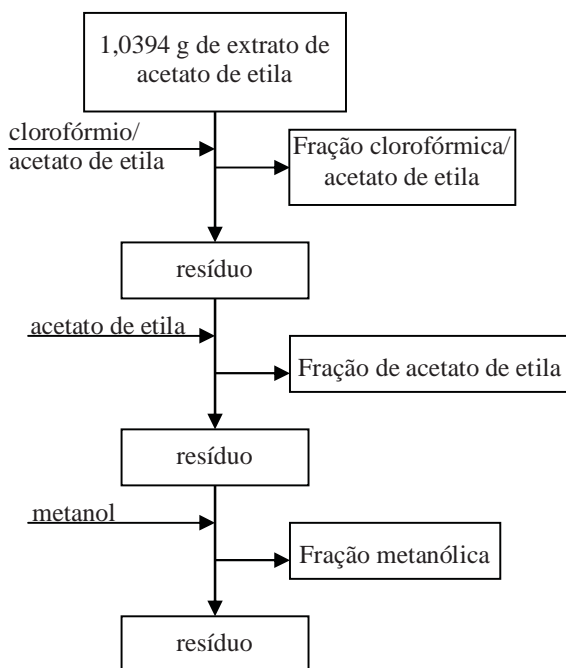 1,0394 g de extrato de
acetato de etila
clorofórmio/
acetato de etila
Fração clorofórmica/
acetato de etila
resíduo
acetato de etila
Fração de acetato de etila
resíduo
metanol
Fração metanólica
resíduo